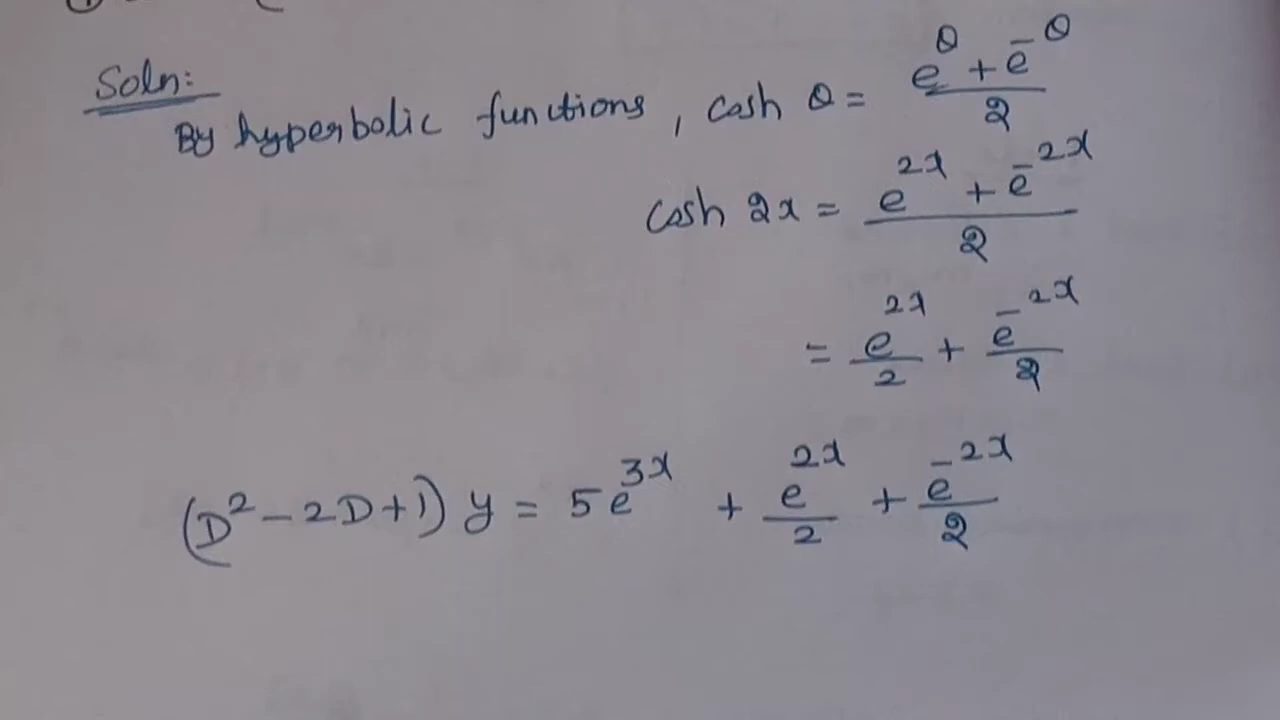 Soln:
By hyperbolic functions, cosh θ = (e^θ + e^-θ)/2
cosh 2x = (e^2x + e^-2x)/2
= e^2x/2 + e^-2x/2
(D² - 2D + 1) y = 5e^3x + e^2x/2 + e^-2x/2